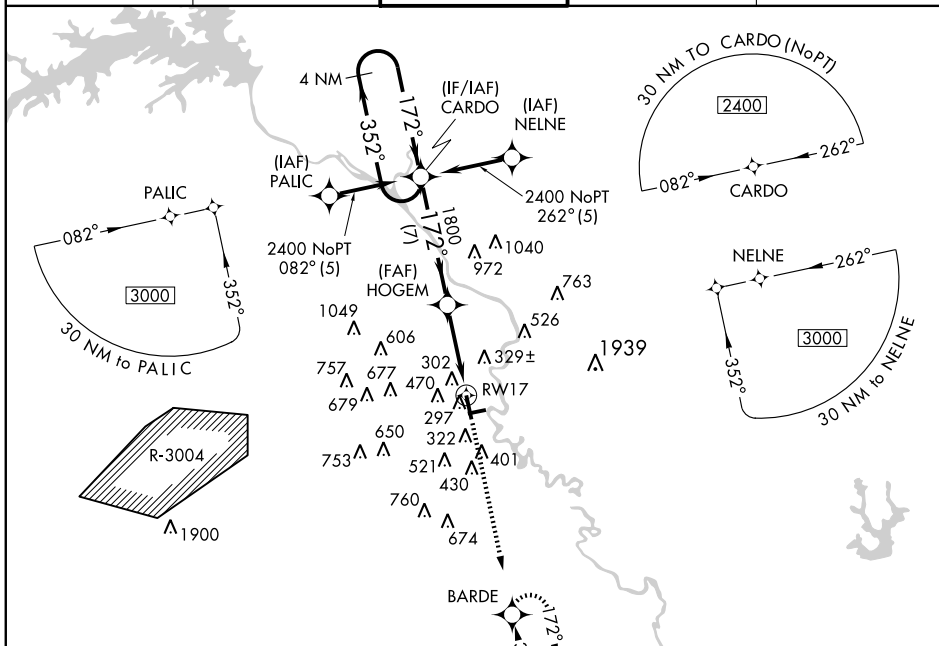 4 NM
172°
352°
(IF/IAF)
CARDO
(IAF)
NELNE
(IAF)
PALIC
2400 NoPT
082° (5)
2400 NoPT
262° (5)
1800
172°
(7)
(FAF)
HOGEM
30 NM TO CARDO (NoPT)
2400
082°
262°
CARDO
PALIC
082°
352°
3000
30 NM to PALIC
NELNE
262°
352°
3000
30 NM to NELNE
1040
972
763
526
1049
606
329±
1939
757
677
302
470
679
297
RW17
322
650
753
521
401
430
760
674
R-3004
1900
BARDE
172°